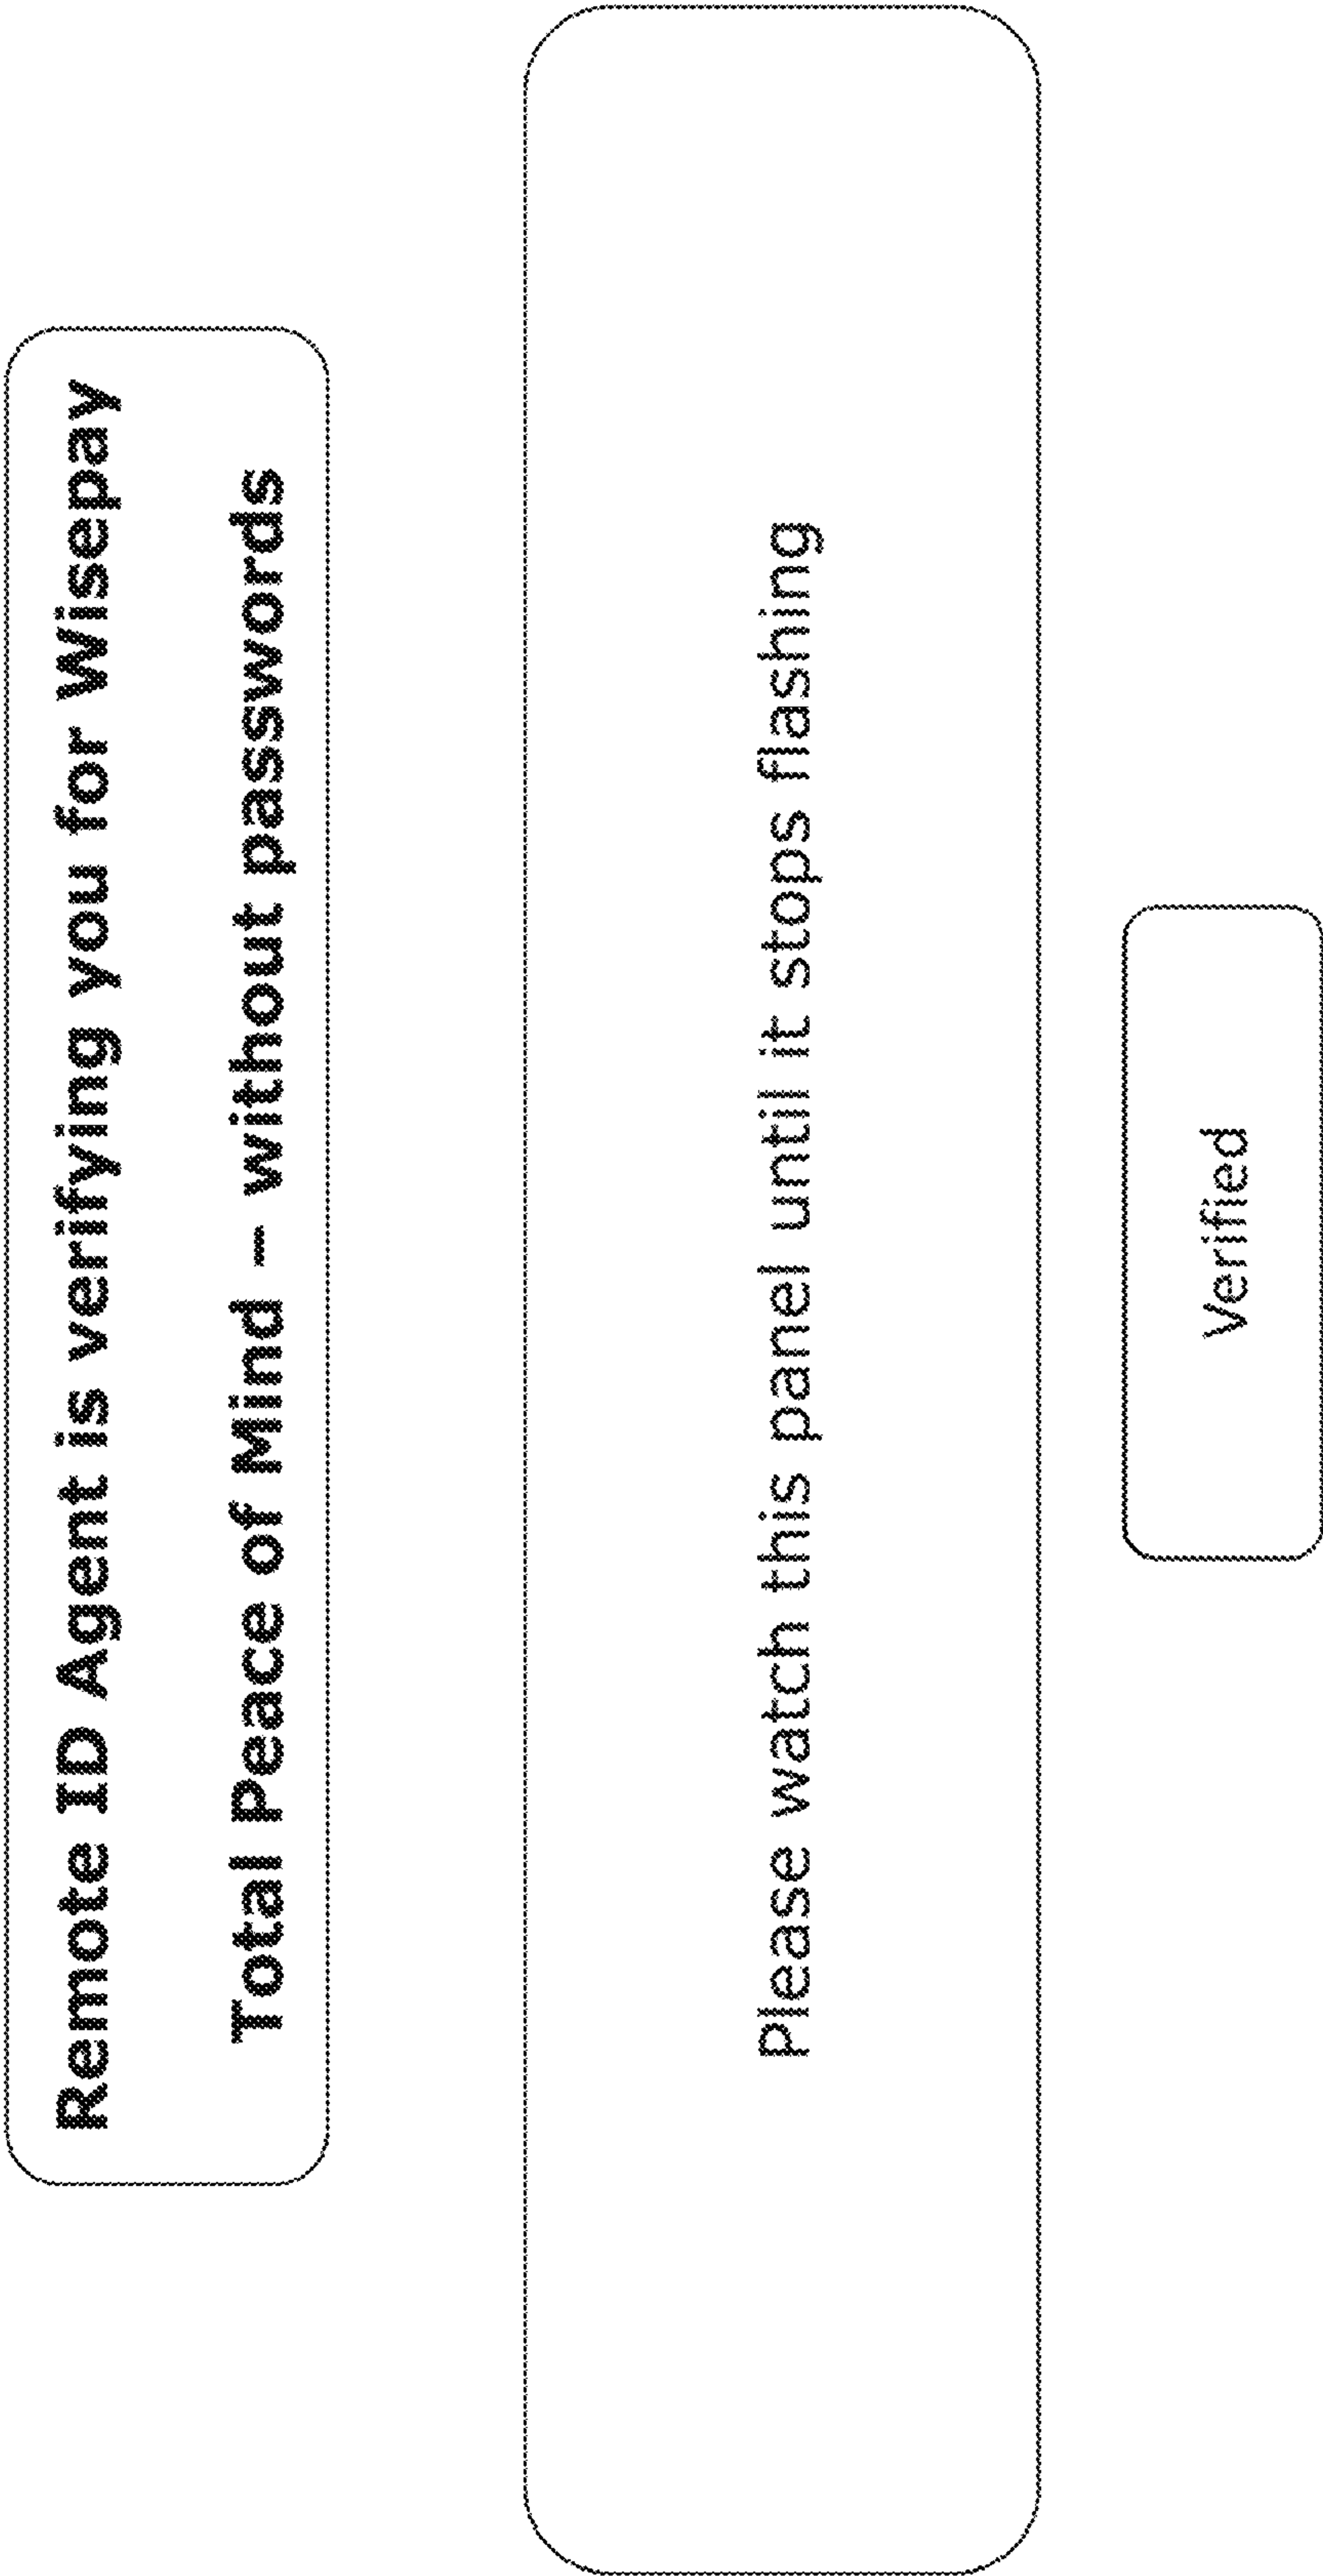 Remote ID Agent is verifying you for Wisepay
Total Peace of Mind – without passwords
Please watch this panel until it stops flashing
Verified